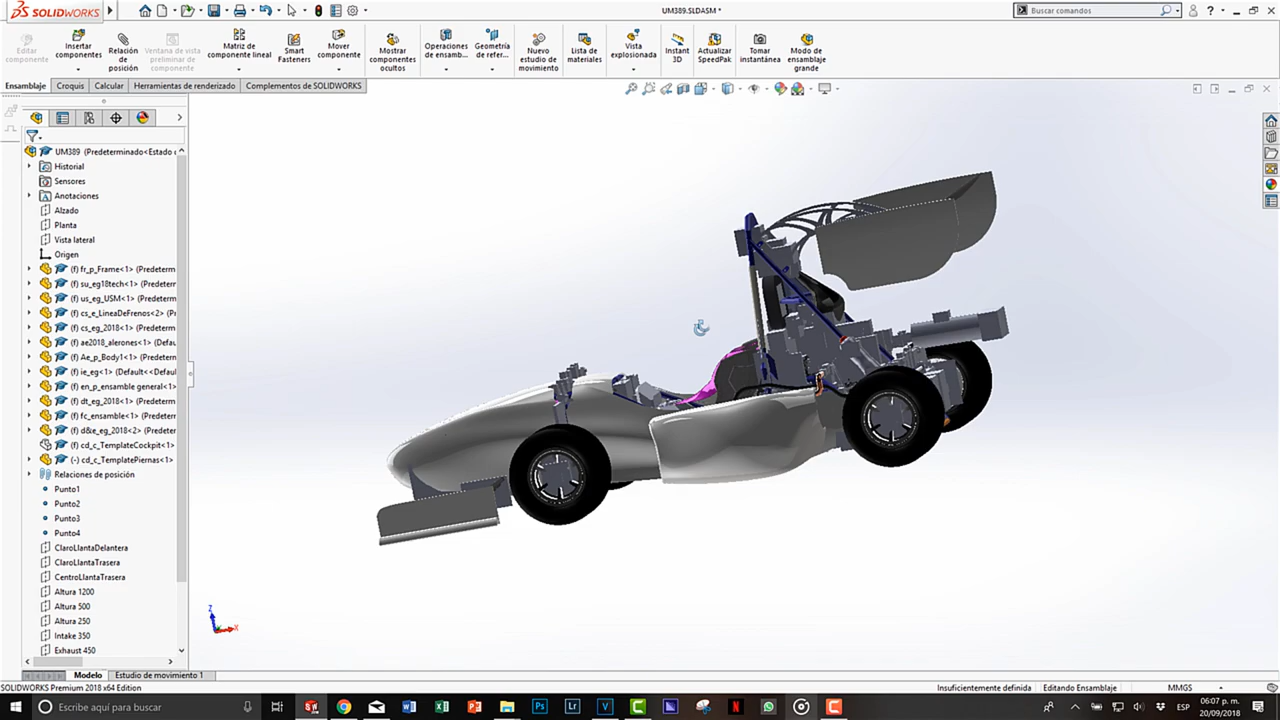 SOLIDWORKS
UM389.SLDASM *
Buscar comandos
Editar componente
Insertar componentes
Relación de posición
Ventana de vista preliminar de componente
Matriz de componente lineal
Smart Fasteners
Mover componente
Mostrar componentes ocultos
Operaciones de ensamb...
Geometría de refer...
Nuevo estudio de movimiento
Lista de materiales
Vista explosionada
Instant 3D
Actualizar SpeedPak
Tomar instantánea
Modo de ensamblaje grande
Ensamblaje Croquis Calcular Herramientas de renderizado Complementos de SOLIDWORKS
UM389 (Predeterminado<Estado d
Historial
Sensores
Anotaciones
Alzado
Planta
Vista lateral
Origen
(f) fr_p_Frame<1> (Predeterm
(f) su_eg18tech<1> (Predeterm
(f) us_eg_USM<1> (Predeterm
(f) cs_e_LineaDeFrenos<2> (Pr
(f) cs_eg_2018<1> (Predeterm
(f) ae2018_alerones<1> (Defau
(f) Ae_p_Body1<1> (Predeterm
(f) ie_eg<1> (Default<<Defaul
(f) en_p_ensamble general<1>
(f) dt_eg_2018<1> (Predeterm
(f) fc_ensamble<1> (Predeterm
(f) d&e_eg_2018<2> (Predeterm
(f) cd_c_TemplateCockpit<1>
(-) cd_c_TemplatePiernas<1>
Relaciones de posición
Punto1
Punto2
Punto3
Punto4
ClaroLlantaDelantera
ClaroLlantaTrasera
CentroLlantaTrasera
Altura 1200
Altura 500
Altura 250
Intake 350
Exhaust 450
Z
X
Modelo Estudio de movimiento 1
SOLIDWORKS Premium 2018 x64 Edition
Insuficientemente definida Editando Ensamblaje MMGS
Escribe aquí para buscar
ESP
06:07 p. m.
20/09/2018